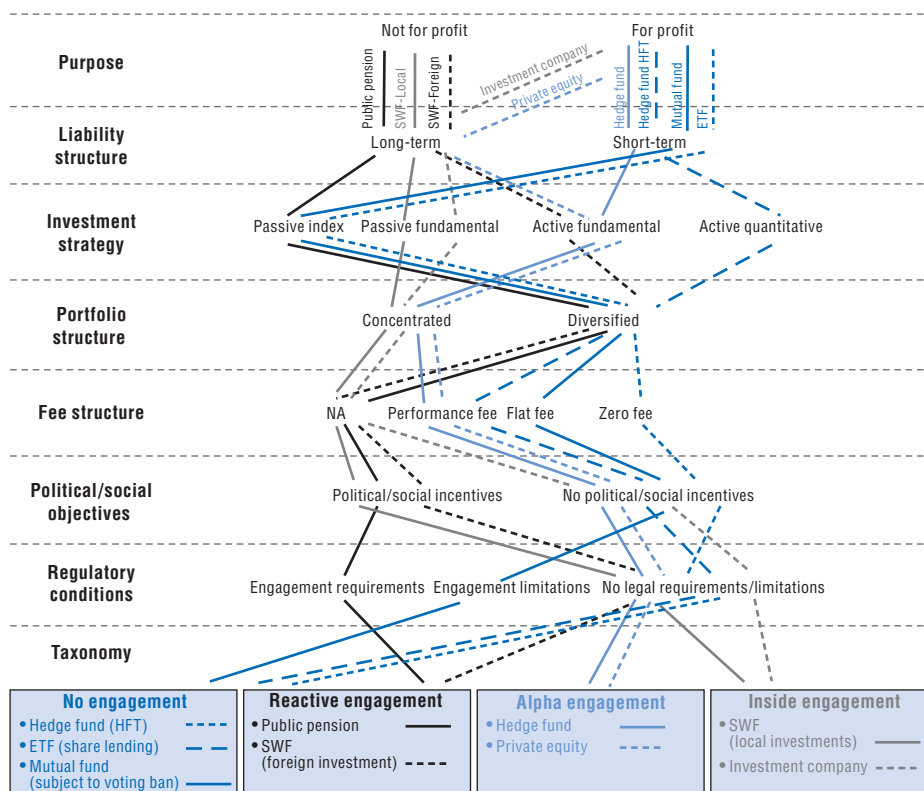 Not for profit
For profit
Purpose
Public pension
SWF-Local
SWF-Foreign
Investment company
Private equity
Hedge fund
Hedge fund HFT
Mutual fund
ETF
Liability
structure
Long-term
Short-term
Investment
strategy
Passive index
Passive fundamental
Active fundamental
Active quantitative
Portfolio
structure
Concentrated
Diversified
Fee structure
NA
Performance fee
Flat fee
Zero fee
Political/social
objectives
Political/social incentives
No political/social incentives
Regulatory
conditions
Engagement requirements
Engagement limitations
No legal requirements/limitations
Taxonomy
No engagement
• Hedge fund (HFT)
• ETF (share lending)
• Mutual fund
(subject to voting ban)
Reactive engagement
• Public pension
• SWF
(foreign investment)
Alpha engagement
• Hedge fund
• Private equity
Inside engagement
• SWF
(local investments)
• Investment company